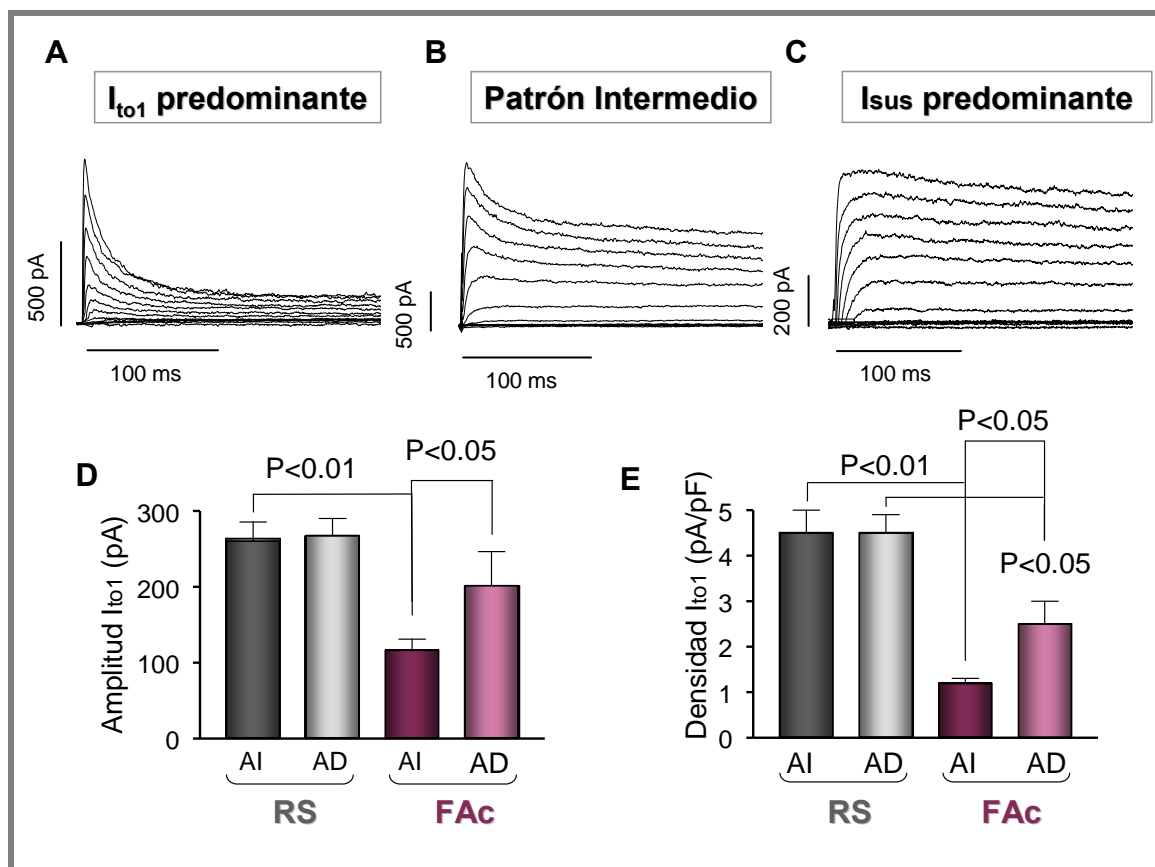 A
B
C
Ito1 predominante
Patrón Intermedio
Isus predominante
500 pA
500 pA
200 pA
100 ms
100 ms
100 ms
D
P<0.01
P<0.05
Amplitud Ito1 (pA)
300
200
100
0
AI
AD
AI
AD
RS
FAc
E
P<0.01
P<0.05
P<0.05
Densidad Ito1 (pA/pF)
5
4
3
2
1
0
AI
AD
AI
AD
RS
FAc